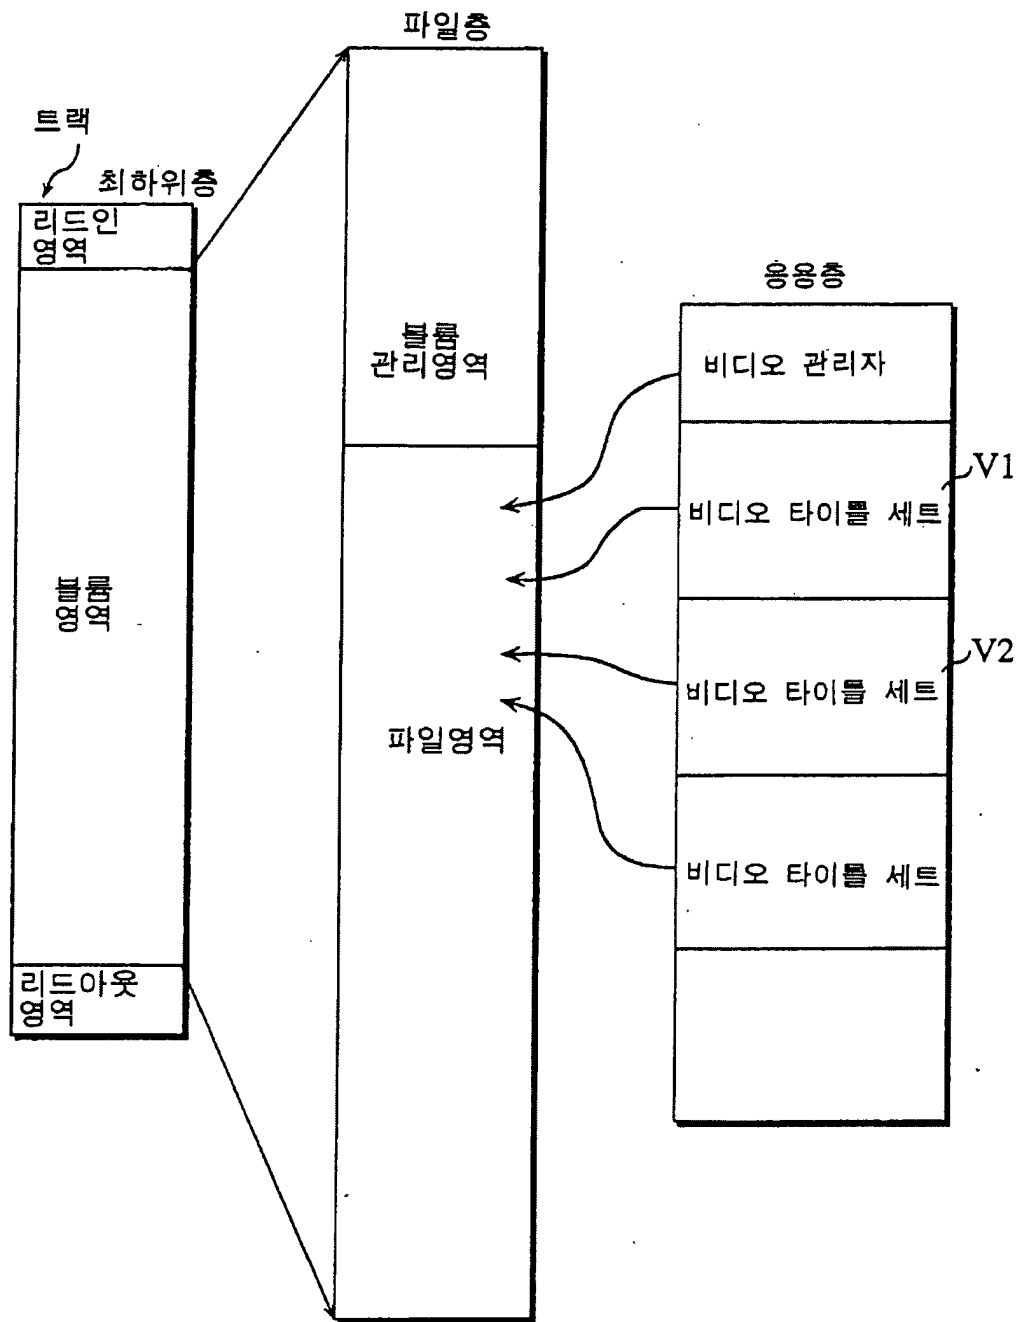 파일층
트랙
최하위층
리드인
영역
볼륨
영역
리드아웃
영역
볼륨
관리영역
파일영역
응용층
비디오 관리자
비디오 타이틀 세트
V1
비디오 타이틀 세트
V2
비디오 타이틀 세트